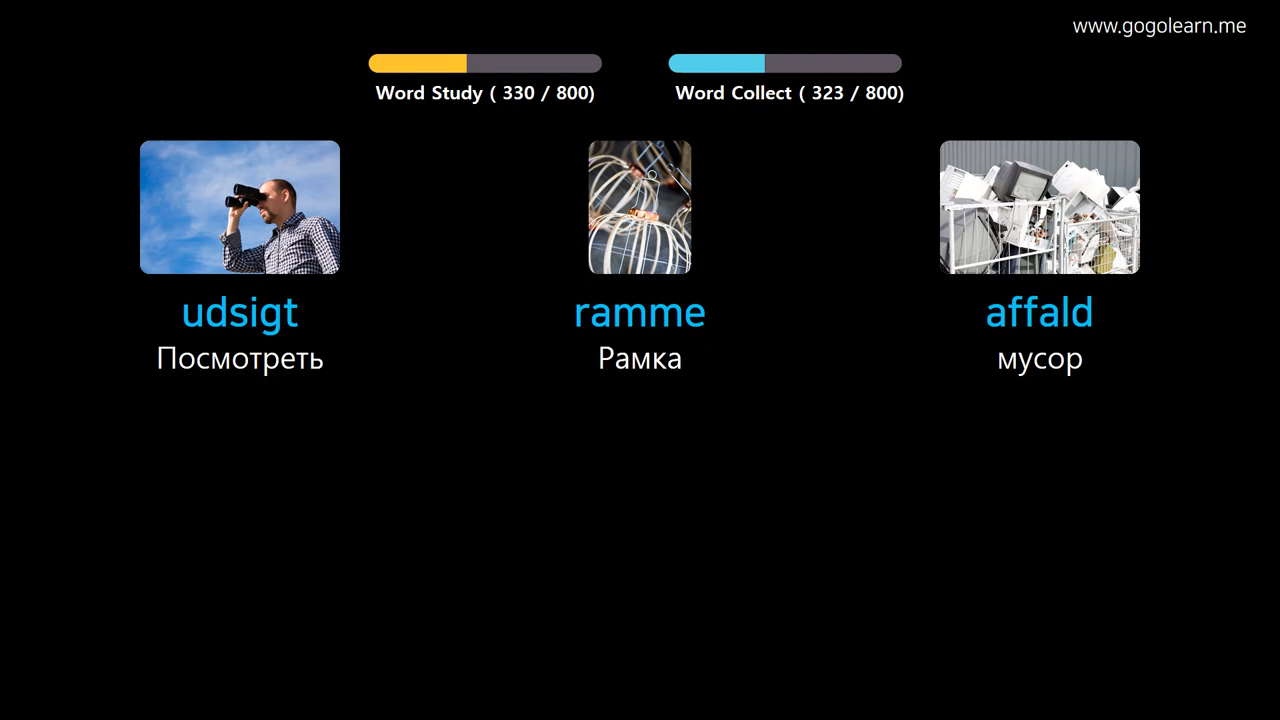 www.gogolearn.me
Word Study ( 330 / 800)
Word Collect ( 323 / 800)
udsigt
ramme
affald
Посмотреть
Рамка
мусор